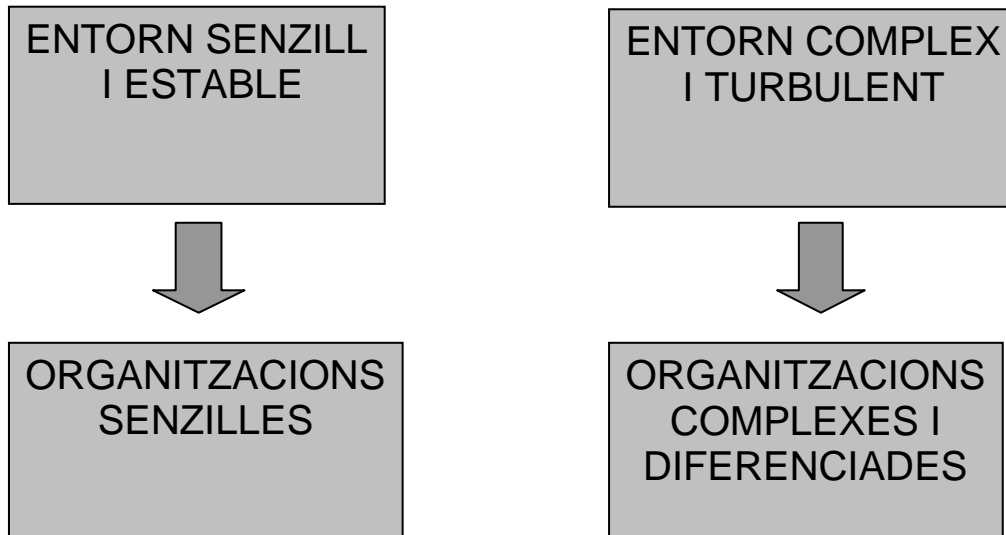 ENTORN SENZILL
I ESTABLE
ENTORN COMPLEX
I TURBULENT
ORGANITZACIONS
SENZILLES
ORGANITZACIONS
COMPLEXES I
DIFERENCIADES